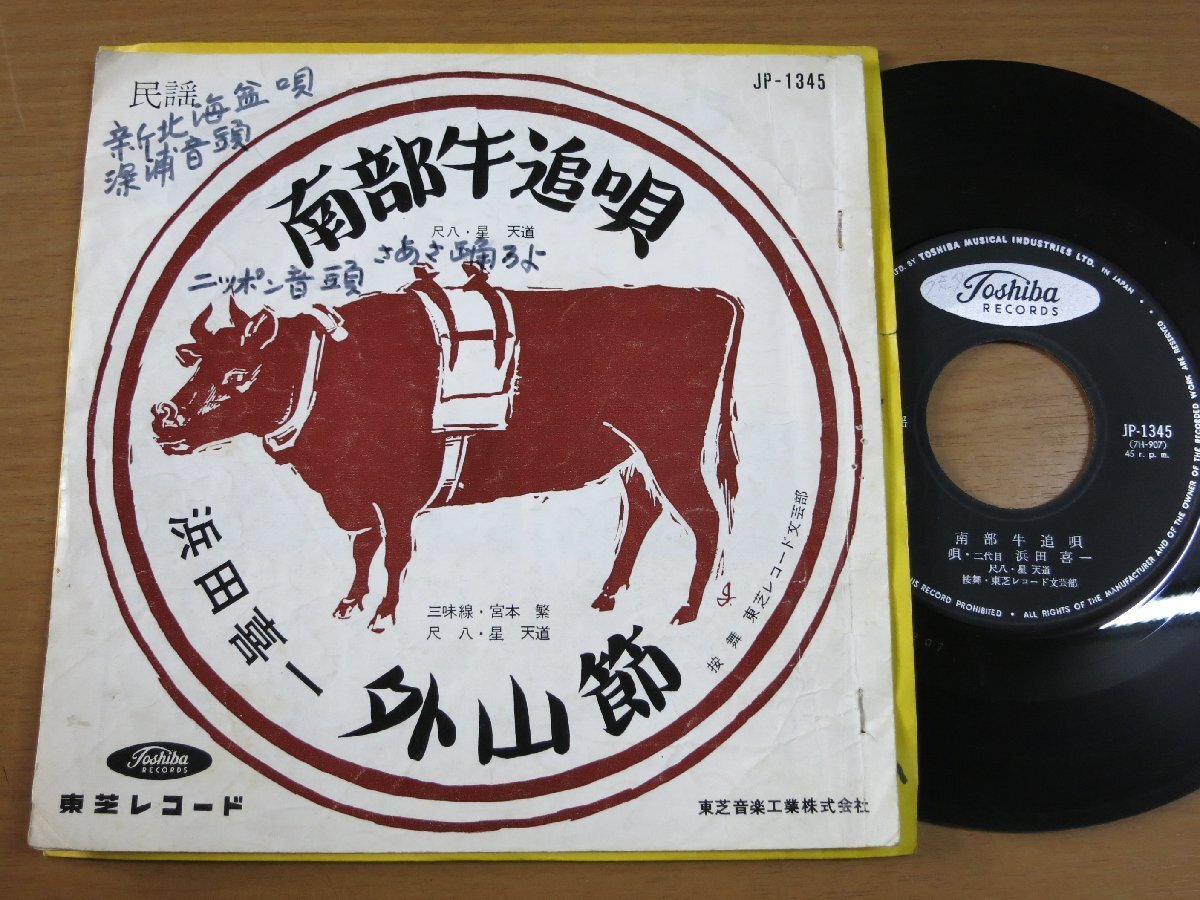 民謡
JP-1345
新北海盆唄
深浦音頭
南部牛追唄
尺八・星 天道
さあさ踊ろよ
ニッポン音頭
浜田喜一
三味線・宮本 繁
尺八・星 天道
按舞 東芝レコード文芸部
外山節
Toshiba
RECORDS
東芝レコード
東芝音楽工業株式会社
BY TOSHIBA MUSICAL INDUSTRIES LTD. IN JAPAN
ALL RIGHTS OF THE MANUFACTURER AND OF THE OWNER OF THE RECORDED WORK ARE RESERVED
RECORD PROHIBITED
Toshiba
RECORDS
JP-1345
(7H-907)
45 r.p.m.
南部牛追唄
唄・二代目 浜田喜一
尺八・星 天道
按舞・東芝レコード文芸部